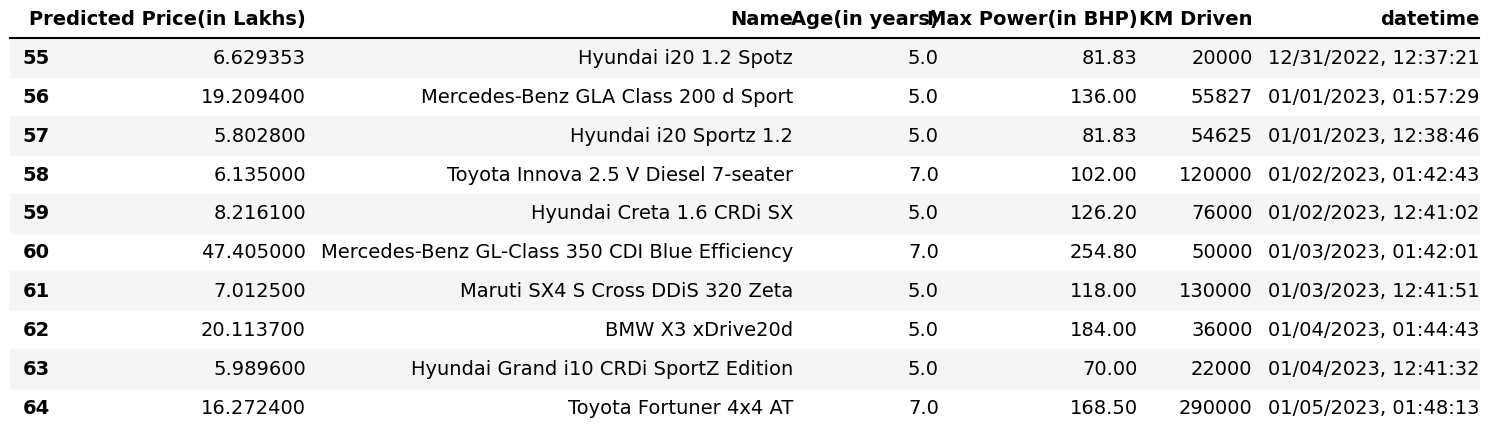 Predicted Price(in Lakhs) Name Age(in years) Max Power(in BHP) KM Driven datetime
55 6.629353 Hyundai i20 1.2 Spotz 5.0 81.83 20000 12/31/2022, 12:37:21
56 19.209400 Mercedes-Benz GLA Class 200 d Sport 5.0 136.00 55827 01/01/2023, 01:57:29
57 5.802800 Hyundai i20 Sportz 1.2 5.0 81.83 54625 01/01/2023, 12:38:46
58 6.135000 Toyota Innova 2.5 V Diesel 7-seater 7.0 102.00 120000 01/02/2023, 01:42:43
59 8.216100 Hyundai Creta 1.6 CRDi SX 5.0 126.20 76000 01/02/2023, 12:41:02
60 47.405000 Mercedes-Benz GL-Class 350 CDI Blue Efficiency 7.0 254.80 50000 01/03/2023, 01:42:01
61 7.012500 Maruti SX4 S Cross DDiS 320 Zeta 5.0 118.00 130000 01/03/2023, 12:41:51
62 20.113700 BMW X3 xDrive20d 5.0 184.00 36000 01/04/2023, 01:44:43
63 5.989600 Hyundai Grand i10 CRDi SportZ Edition 5.0 70.00 22000 01/04/2023, 12:41:32
64 16.272400 Toyota Fortuner 4x4 AT 7.0 168.50 290000 01/05/2023, 01:48:13